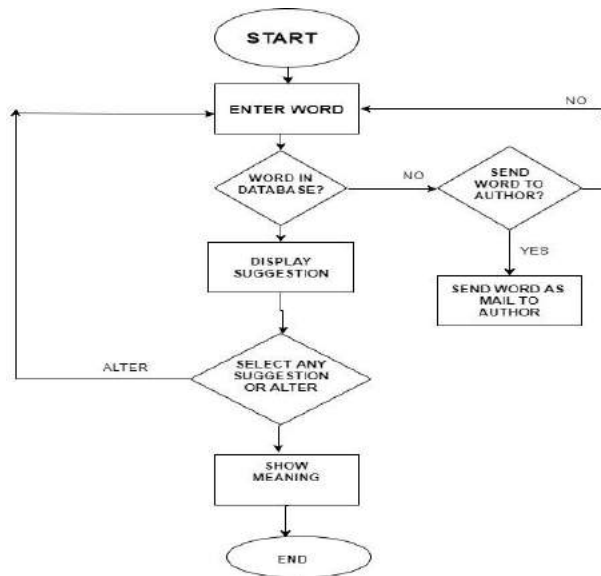 START
ENTER WORD
NO
WORD IN
DATABASE?
NO
SEND
WORD TO
AUTHOR?
YES
DISPLAY
SUGGESTION
SEND WORD AS
MAIL TO
AUTHOR
ALTER
SELECT ANY
SUGGESTION
OR ALTER
SHOW
MEANING
END